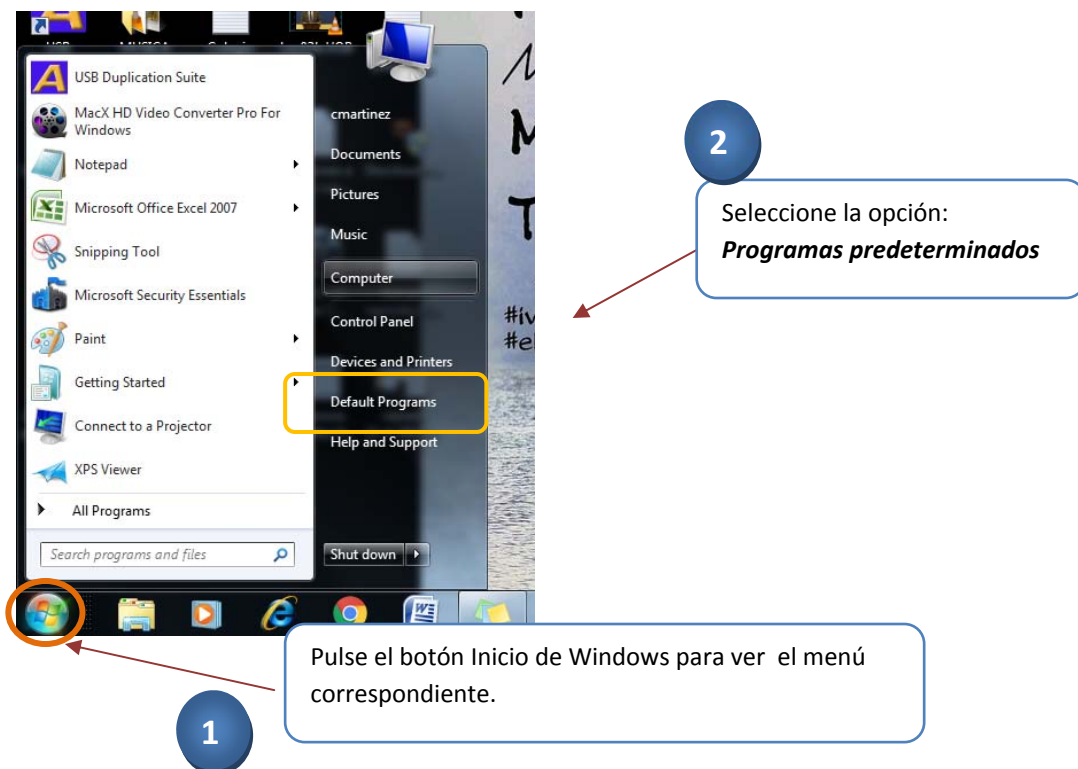 USB Duplication Suite
MacX HD Video Converter Pro For
Windows
Notepad
Microsoft Office Excel 2007
Snipping Tool
Microsoft Security Essentials
Paint
Getting Started
Connect to a Projector
XPS Viewer
All Programs
Search programs and files
cmartinez
Documents
Pictures
Music
Computer
Control Panel
Devices and Printers
Default Programs
Help and Support
Shut down
#iv
#el
2
Seleccione la opción:
Programas predeterminados
Pulse el botón Inicio de Windows para ver el menú
correspondiente.
1